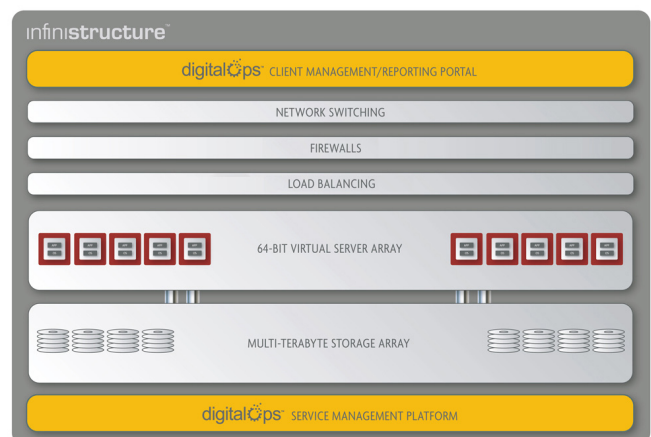 infinistructure™
digitalOps™ CLIENT MANAGEMENT/REPORTING PORTAL
NETWORK SWITCHING
FIREWALLS
LOAD BALANCING
64-BIT VIRTUAL SERVER ARRAY
MULTI-TERABYTE STORAGE ARRAY
digitalOps™ SERVICE MANAGEMENT PLATFORM